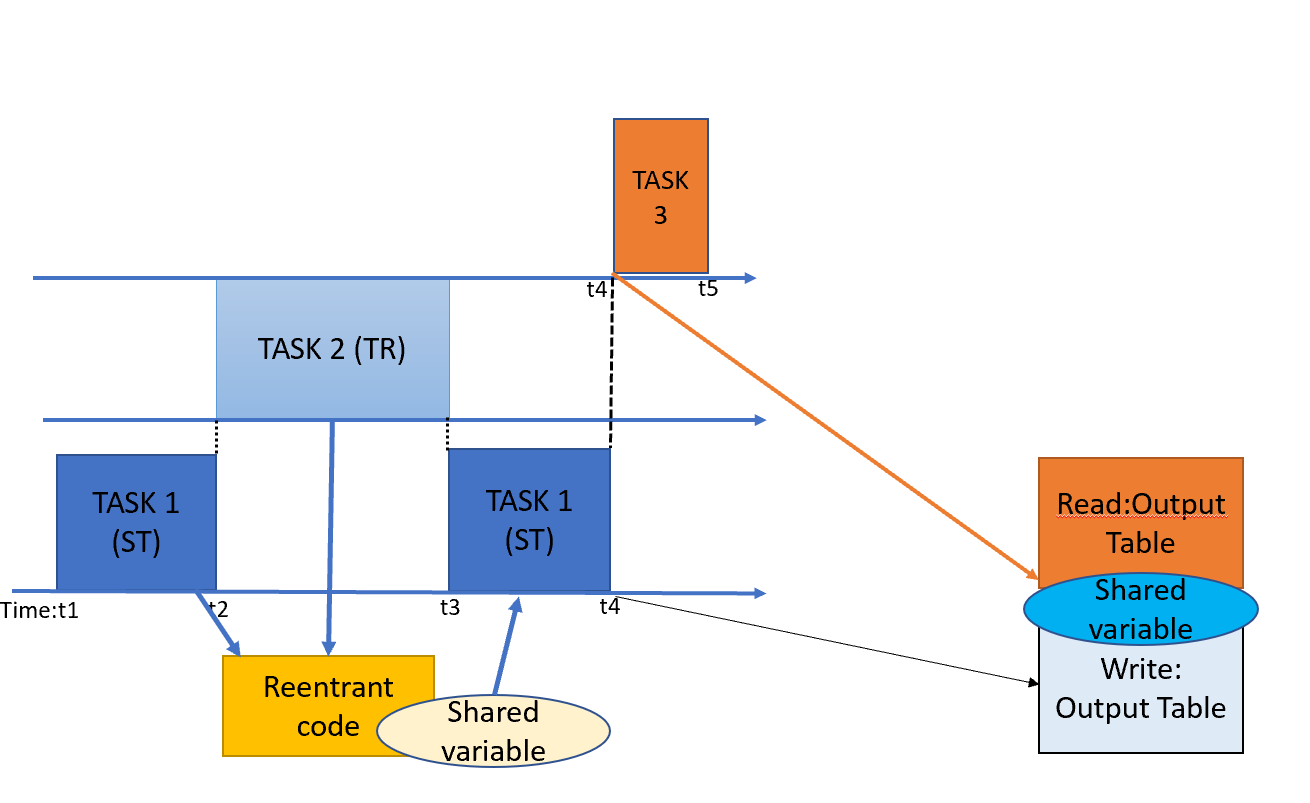 TASK
3
t4
t5
TASK 2 (TR)
TASK 1
(ST)
TASK 1
(ST)
Time:t1
t2
t3
t4
Reentrant
code
Shared
variable
Read:Output
Table
Shared
variable
Write:
Output Table